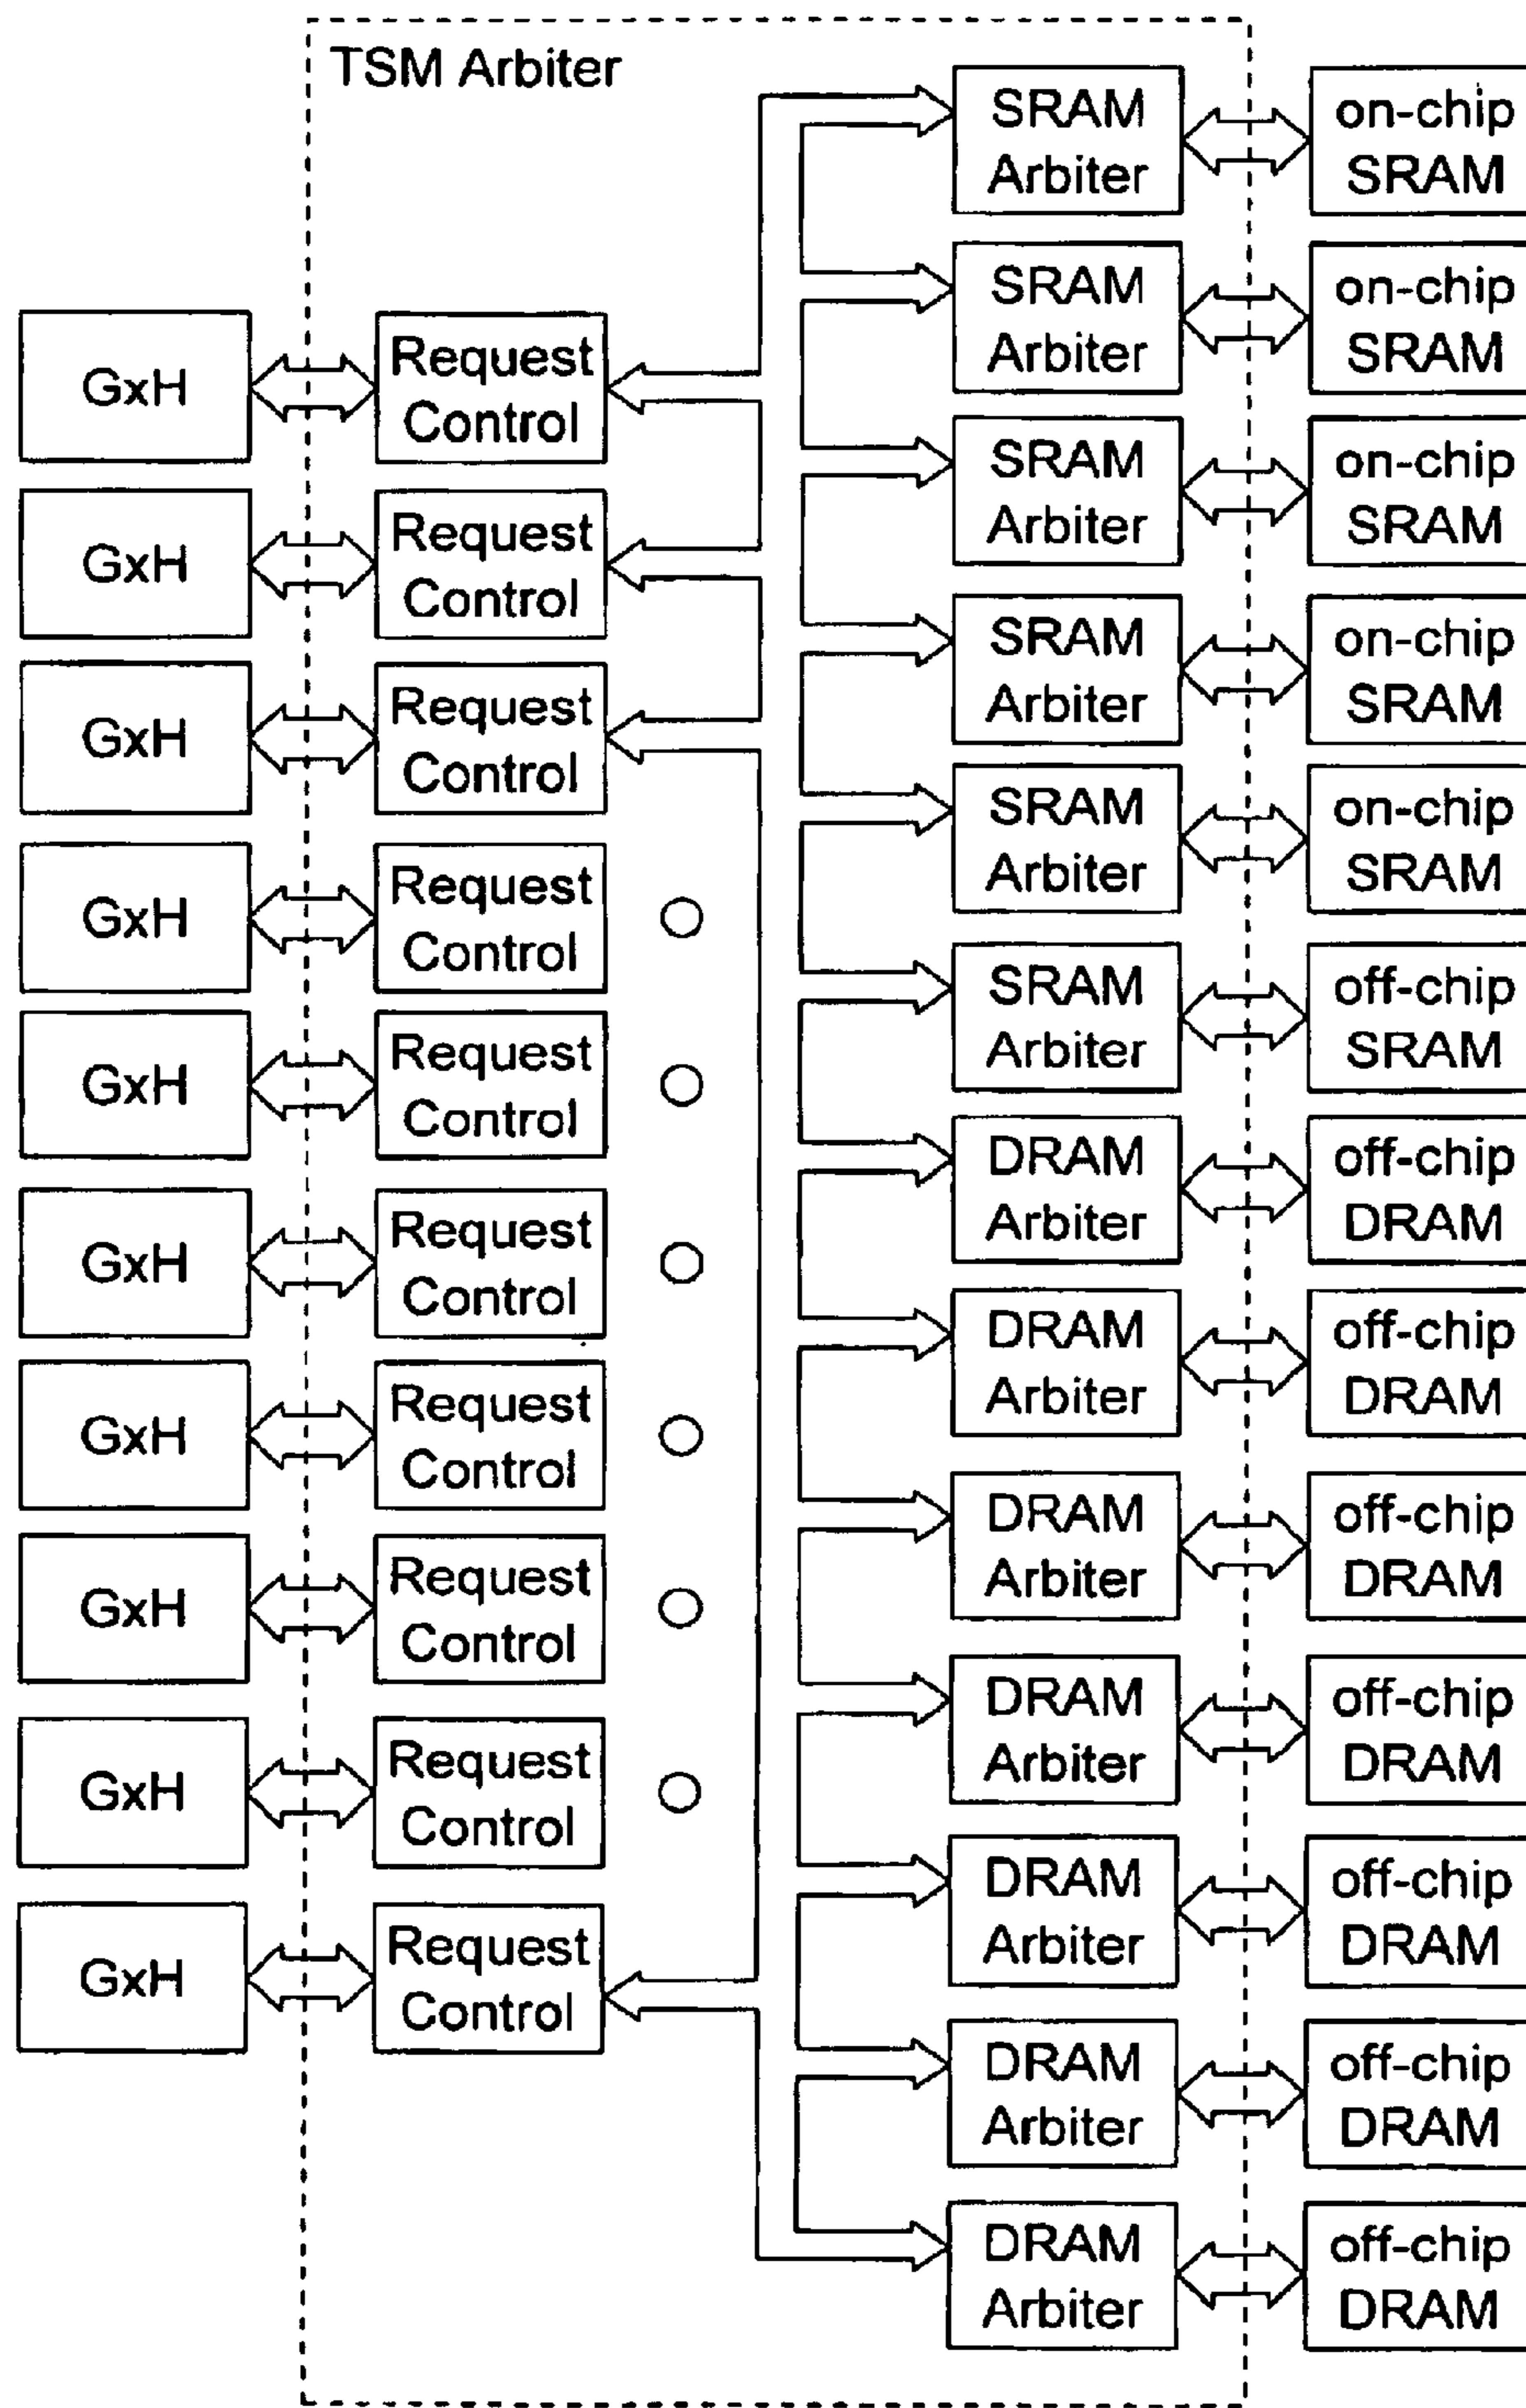 TSM Arbiter
GxH
GxH
GxH
GxH
GxH
GxH
GxH
GxH
GxH
GxH
Request
Control
Request
Control
Request
Control
Request
Control
Request
Control
Request
Control
Request
Control
Request
Control
Request
Control
Request
Control
SRAM
Arbiter
SRAM
Arbiter
SRAM
Arbiter
SRAM
Arbiter
SRAM
Arbiter
SRAM
Arbiter
DRAM
Arbiter
DRAM
Arbiter
DRAM
Arbiter
DRAM
Arbiter
DRAM
Arbiter
DRAM
Arbiter
DRAM
Arbiter
on-chip
SRAM
on-chip
SRAM
on-chip
SRAM
on-chip
SRAM
on-chip
SRAM
off-chip
SRAM
off-chip
DRAM
off-chip
DRAM
off-chip
DRAM
off-chip
DRAM
off-chip
DRAM
off-chip
DRAM
off-chip
DRAM